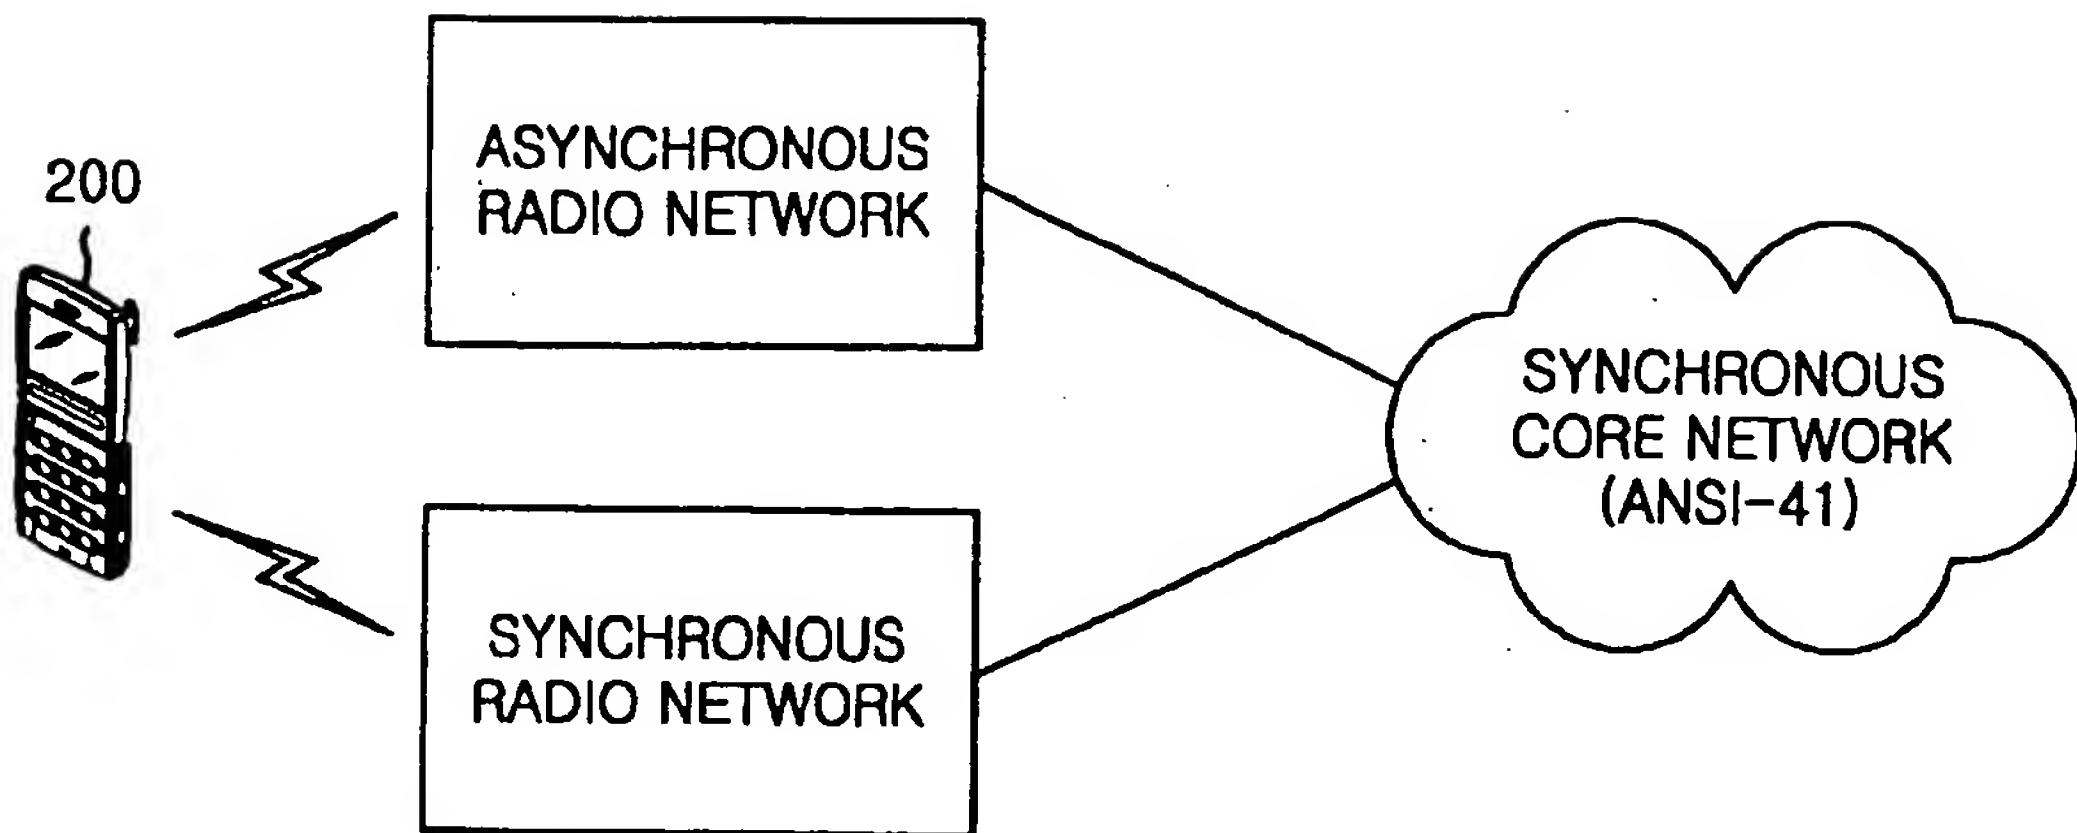 200
ASYNCHRONOUS
RADIO NETWORK
SYNCHRONOUS
RADIO NETWORK
SYNCHRONOUS
CORE NETWORK
(ANSI-41)